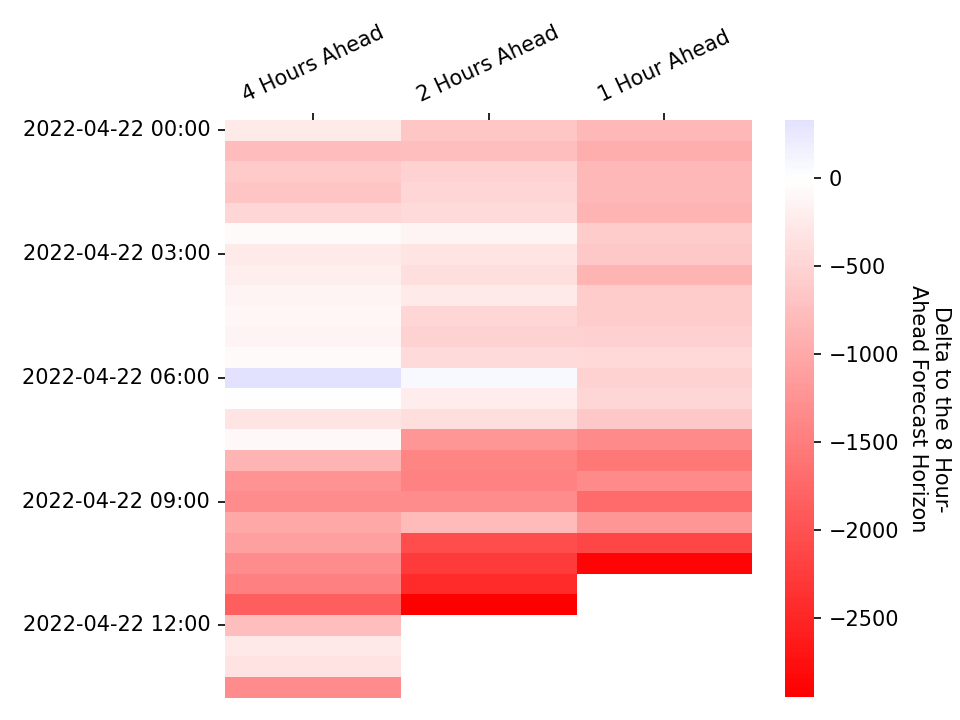 4 Hours Ahead
2 Hours Ahead
1 Hour Ahead
2022-04-22 00:00
2022-04-22 03:00
2022-04-22 06:00
2022-04-22 09:00
2022-04-22 12:00
0
−500
−1000
−1500
−2000
−2500
Delta to the 8 Hour-
Ahead Forecast Horizon